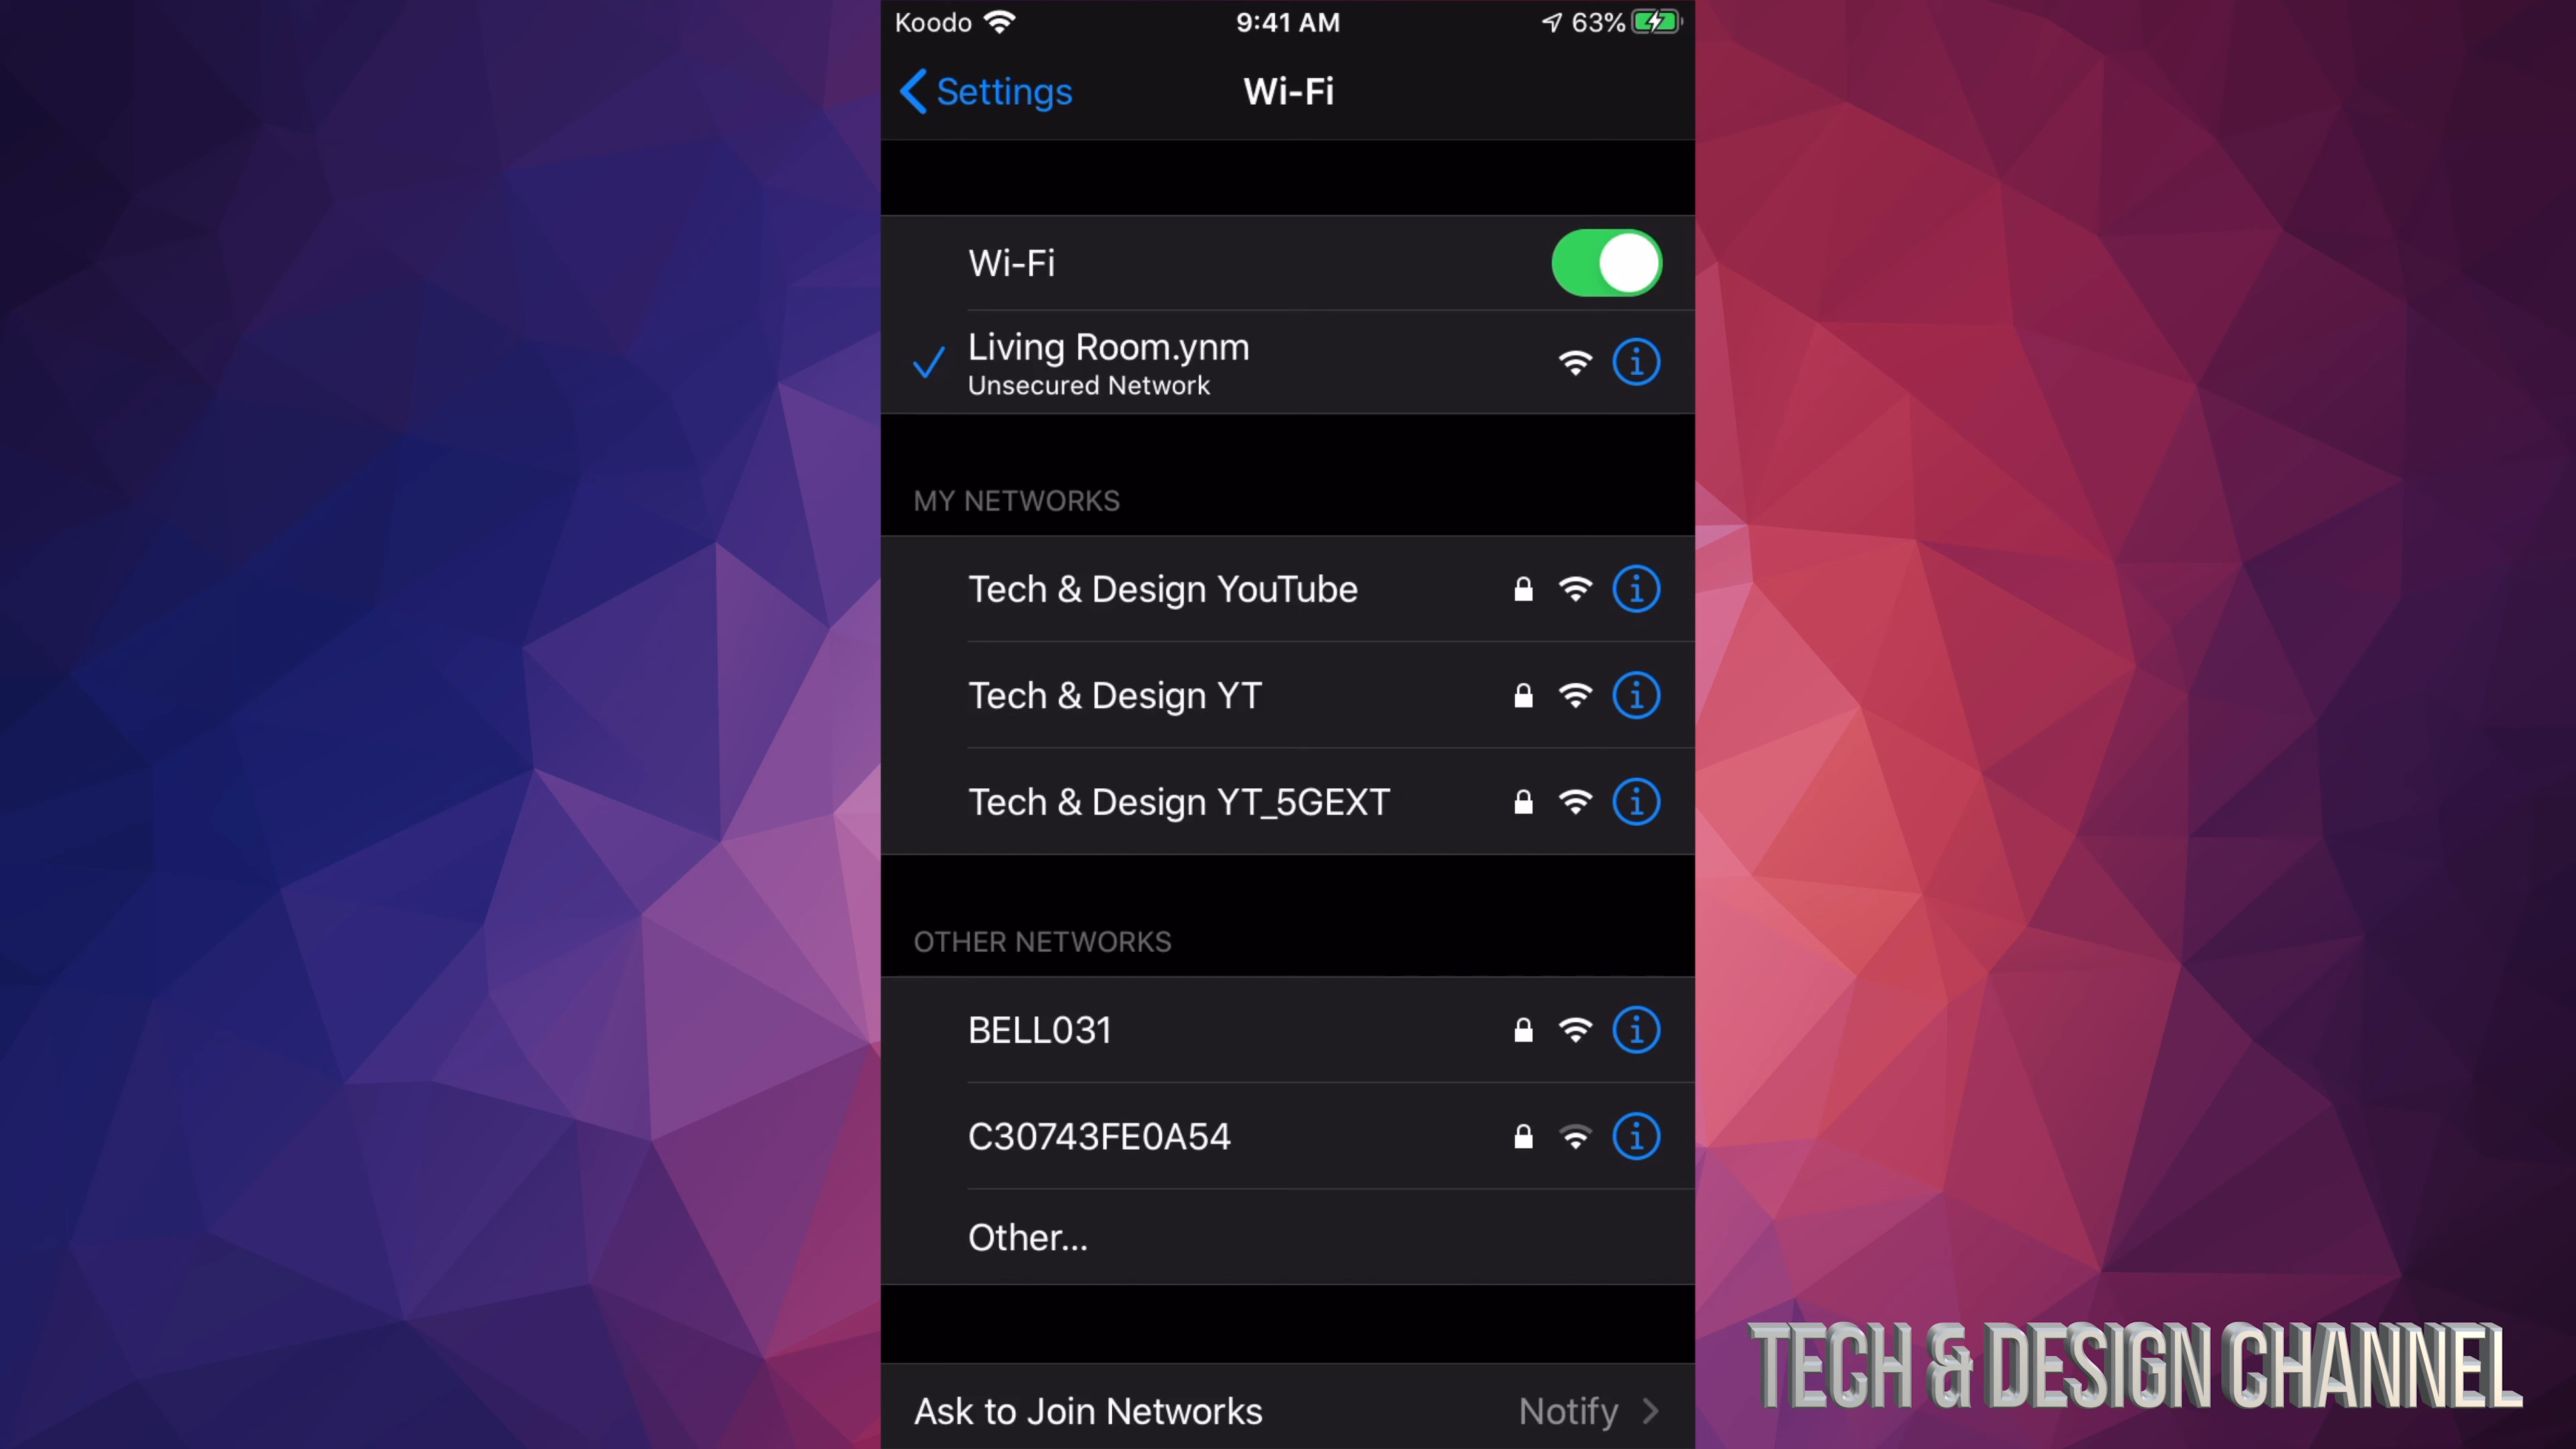 Koodo 9:41 AM 63%
Settings Wi-Fi
Wi-Fi
Living Room.ynm
Unsecured Network
MY NETWORKS
Tech & Design YouTube
Tech & Design YT
Tech & Design YT_5GEXT
OTHER NETWORKS
BELL031
C30743FE0A54
Other...
Ask to Join Networks Notify
TECH & DESIGN CHANNEL